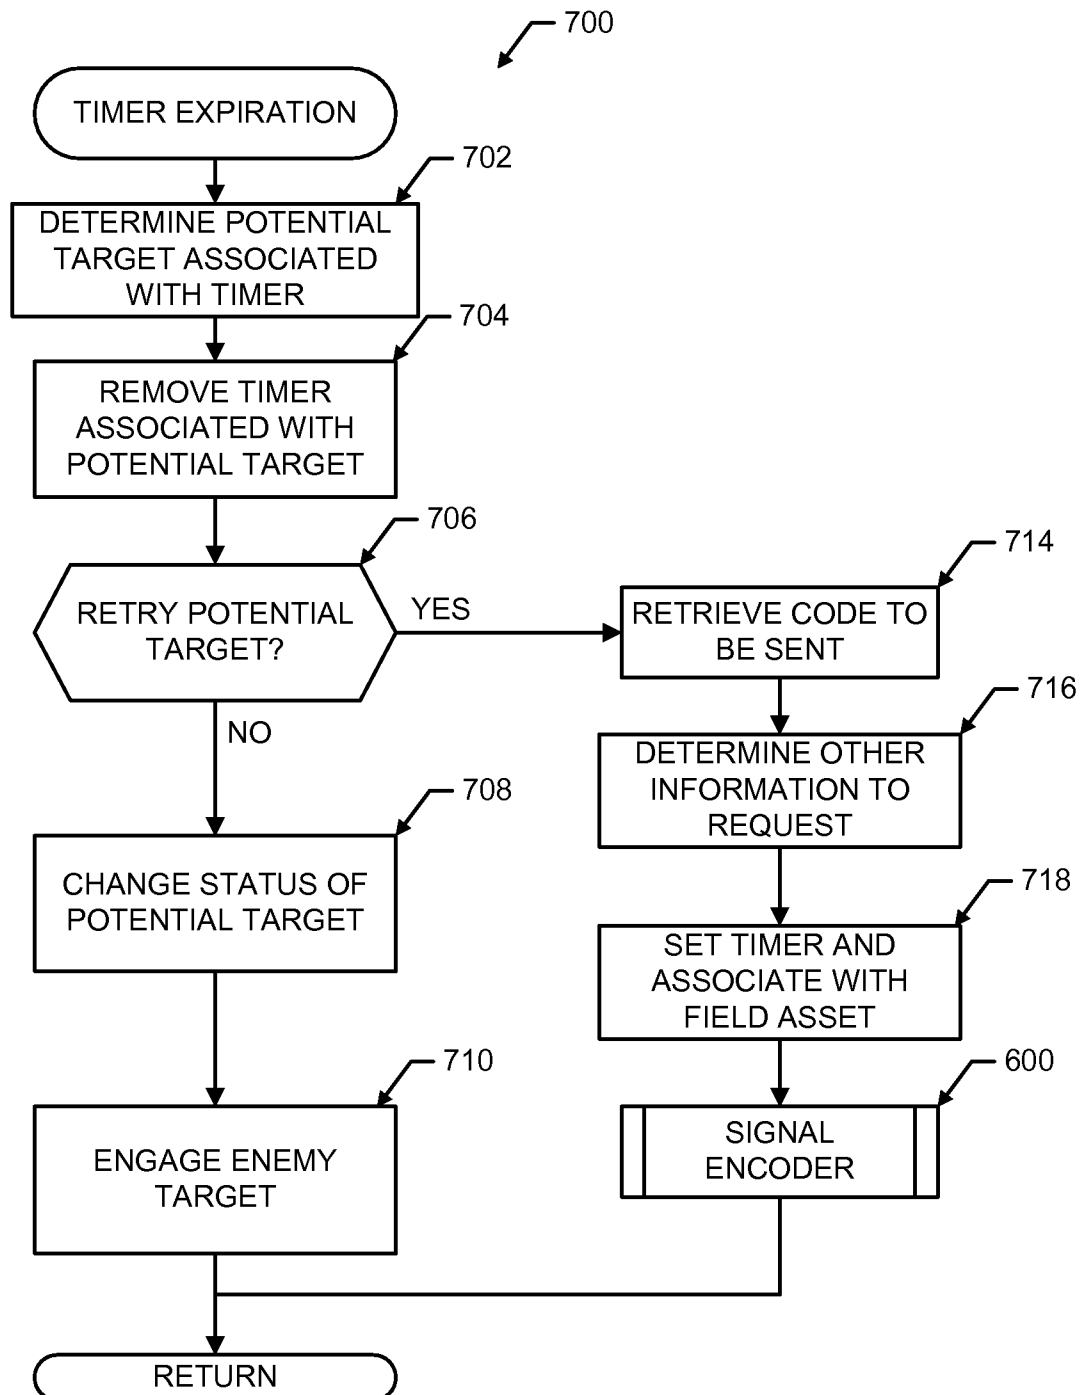 700
TIMER EXPIRATION
702
DETERMINE POTENTIAL
TARGET ASSOCIATED
WITH TIMER
704
REMOVE TIMER
ASSOCIATED WITH
POTENTIAL TARGET
706
RETRY POTENTIAL
TARGET?
YES
NO
714
RETRIEVE CODE TO
BE SENT
716
DETERMINE OTHER
INFORMATION TO
REQUEST
708
CHANGE STATUS OF
POTENTIAL TARGET
718
SET TIMER AND
ASSOCIATE WITH
FIELD ASSET
710
ENGAGE ENEMY
TARGET
600
SIGNAL
ENCODER
RETURN